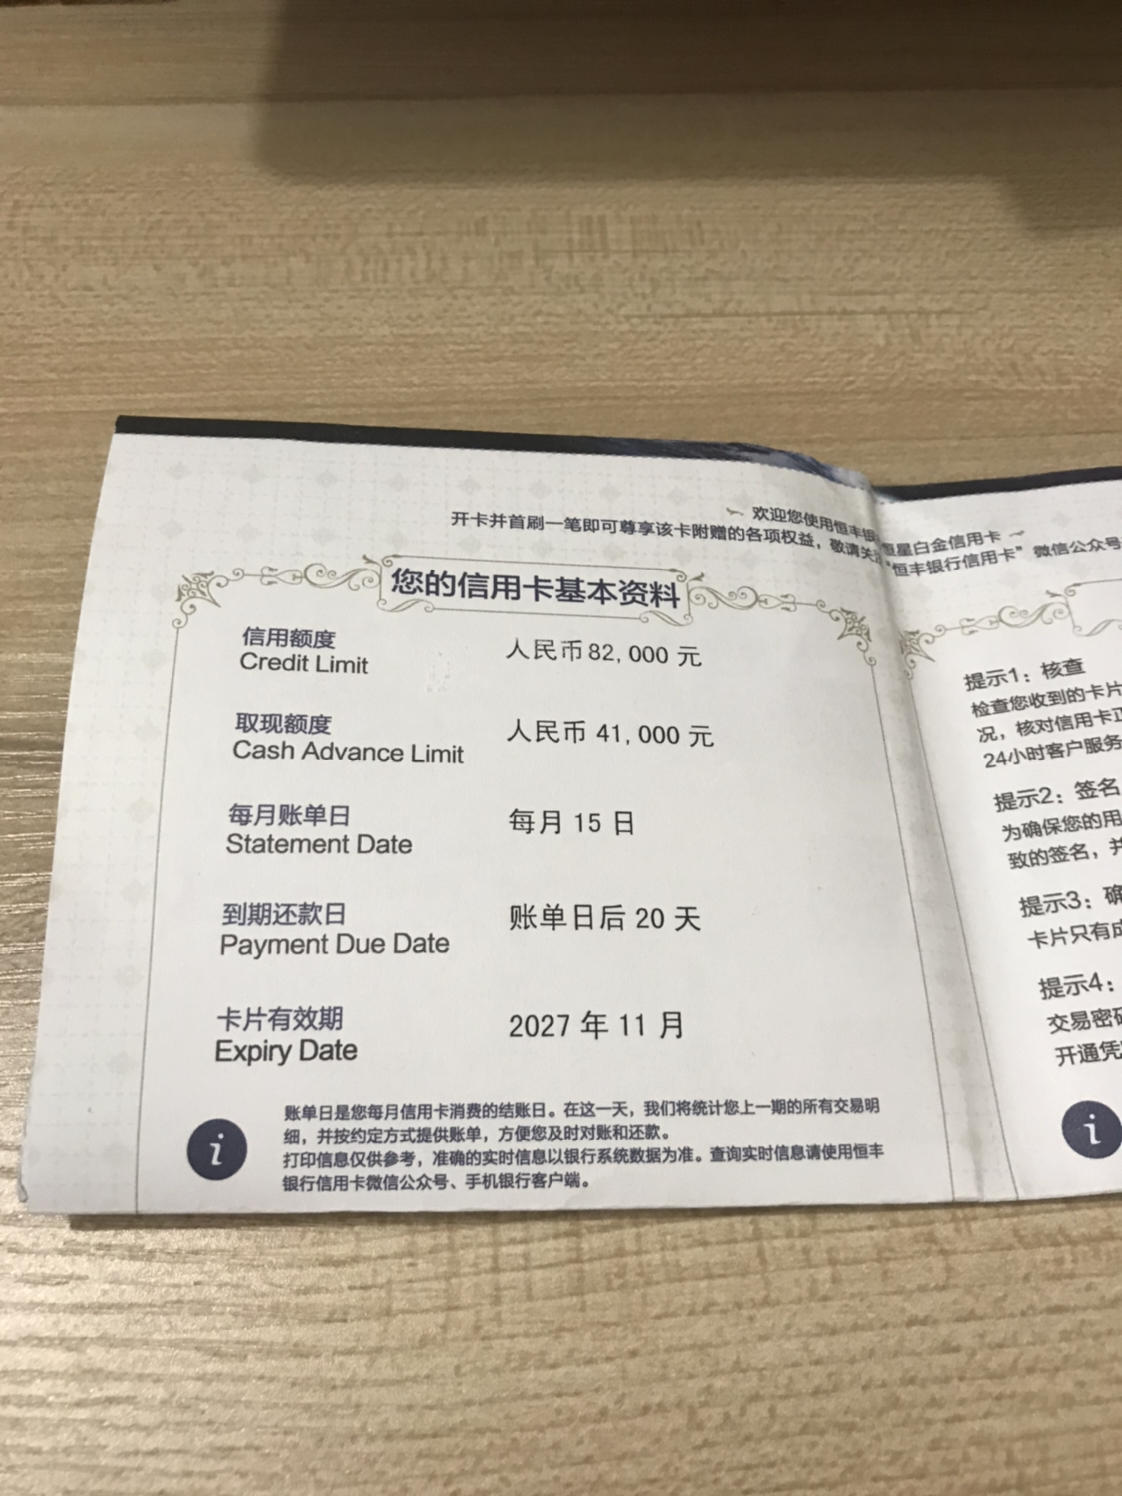 欢迎您使用恒丰银 恒星白金信用卡
开卡并首刷一笔即可尊享该卡附赠的各项权益，敬请关 “恒丰银行信用卡”微信公众号
您的信用卡基本资料
信用额度 人民币82,000 元
Credit Limit
取现额度 人民币 41,000 元
Cash Advance Limit
每月账单日 每月 15 日
Statement Date
到期还款日 账单日后 20 天
Payment Due Date
卡片有效期 2027 年 11 月
Expiry Date
i
账单日是您每月信用卡消费的结账日。在这一天，我们将统计您上一期的所有交易明
细，并按约定方式提供账单，方便您及时对账和还款。
打印信息仅供参考，准确的实时信息以银行系统数据为准。查询实时信息请使用恒丰
银行信用卡微信公众号、手机银行客户端。
提示1：核查
检查您收到的卡片
况，核对信用卡正
24小时客户服务
提示2：签名
为确保您的用
致的签名，并
提示3：确
卡片只有成
提示4：
交易密码
开通凭
i